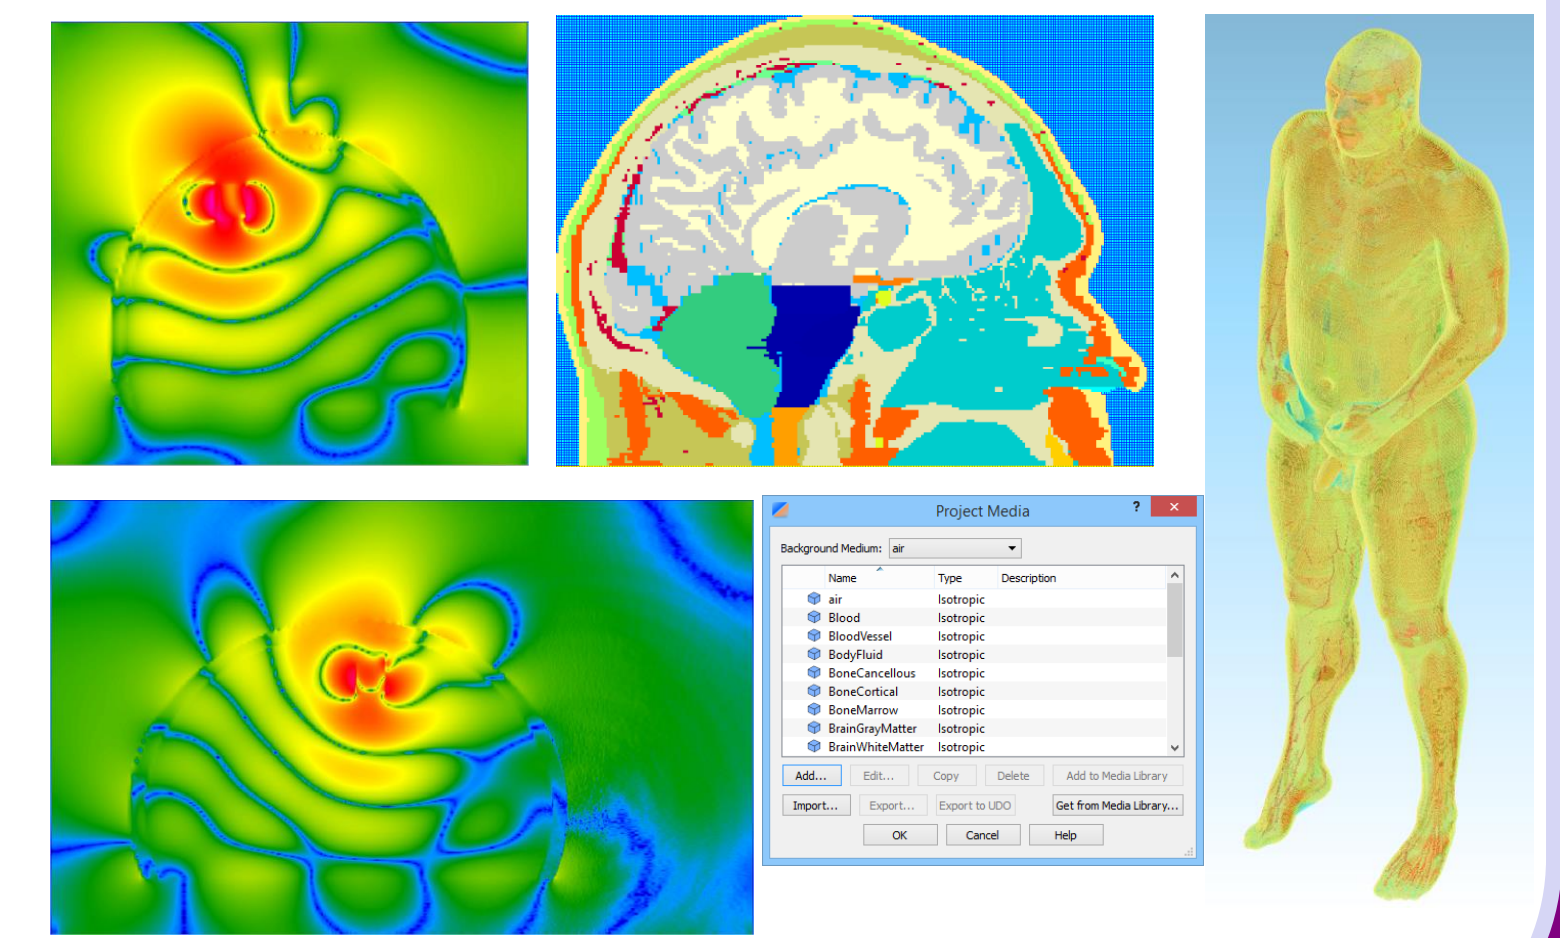 Project Media
?
Background Medium: air
Name Type Description
air Isotropic
Blood Isotropic
BloodVessel Isotropic
BodyFluid Isotropic
BoneCancellous Isotropic
BoneCortical Isotropic
BoneMarrow Isotropic
BrainGrayMatter Isotropic
BrainWhiteMatter Isotropic
Add... Edit... Copy Delete Add to Media Library
Import... Export... Export to UDO Get from Media Library...
OK Cancel Help